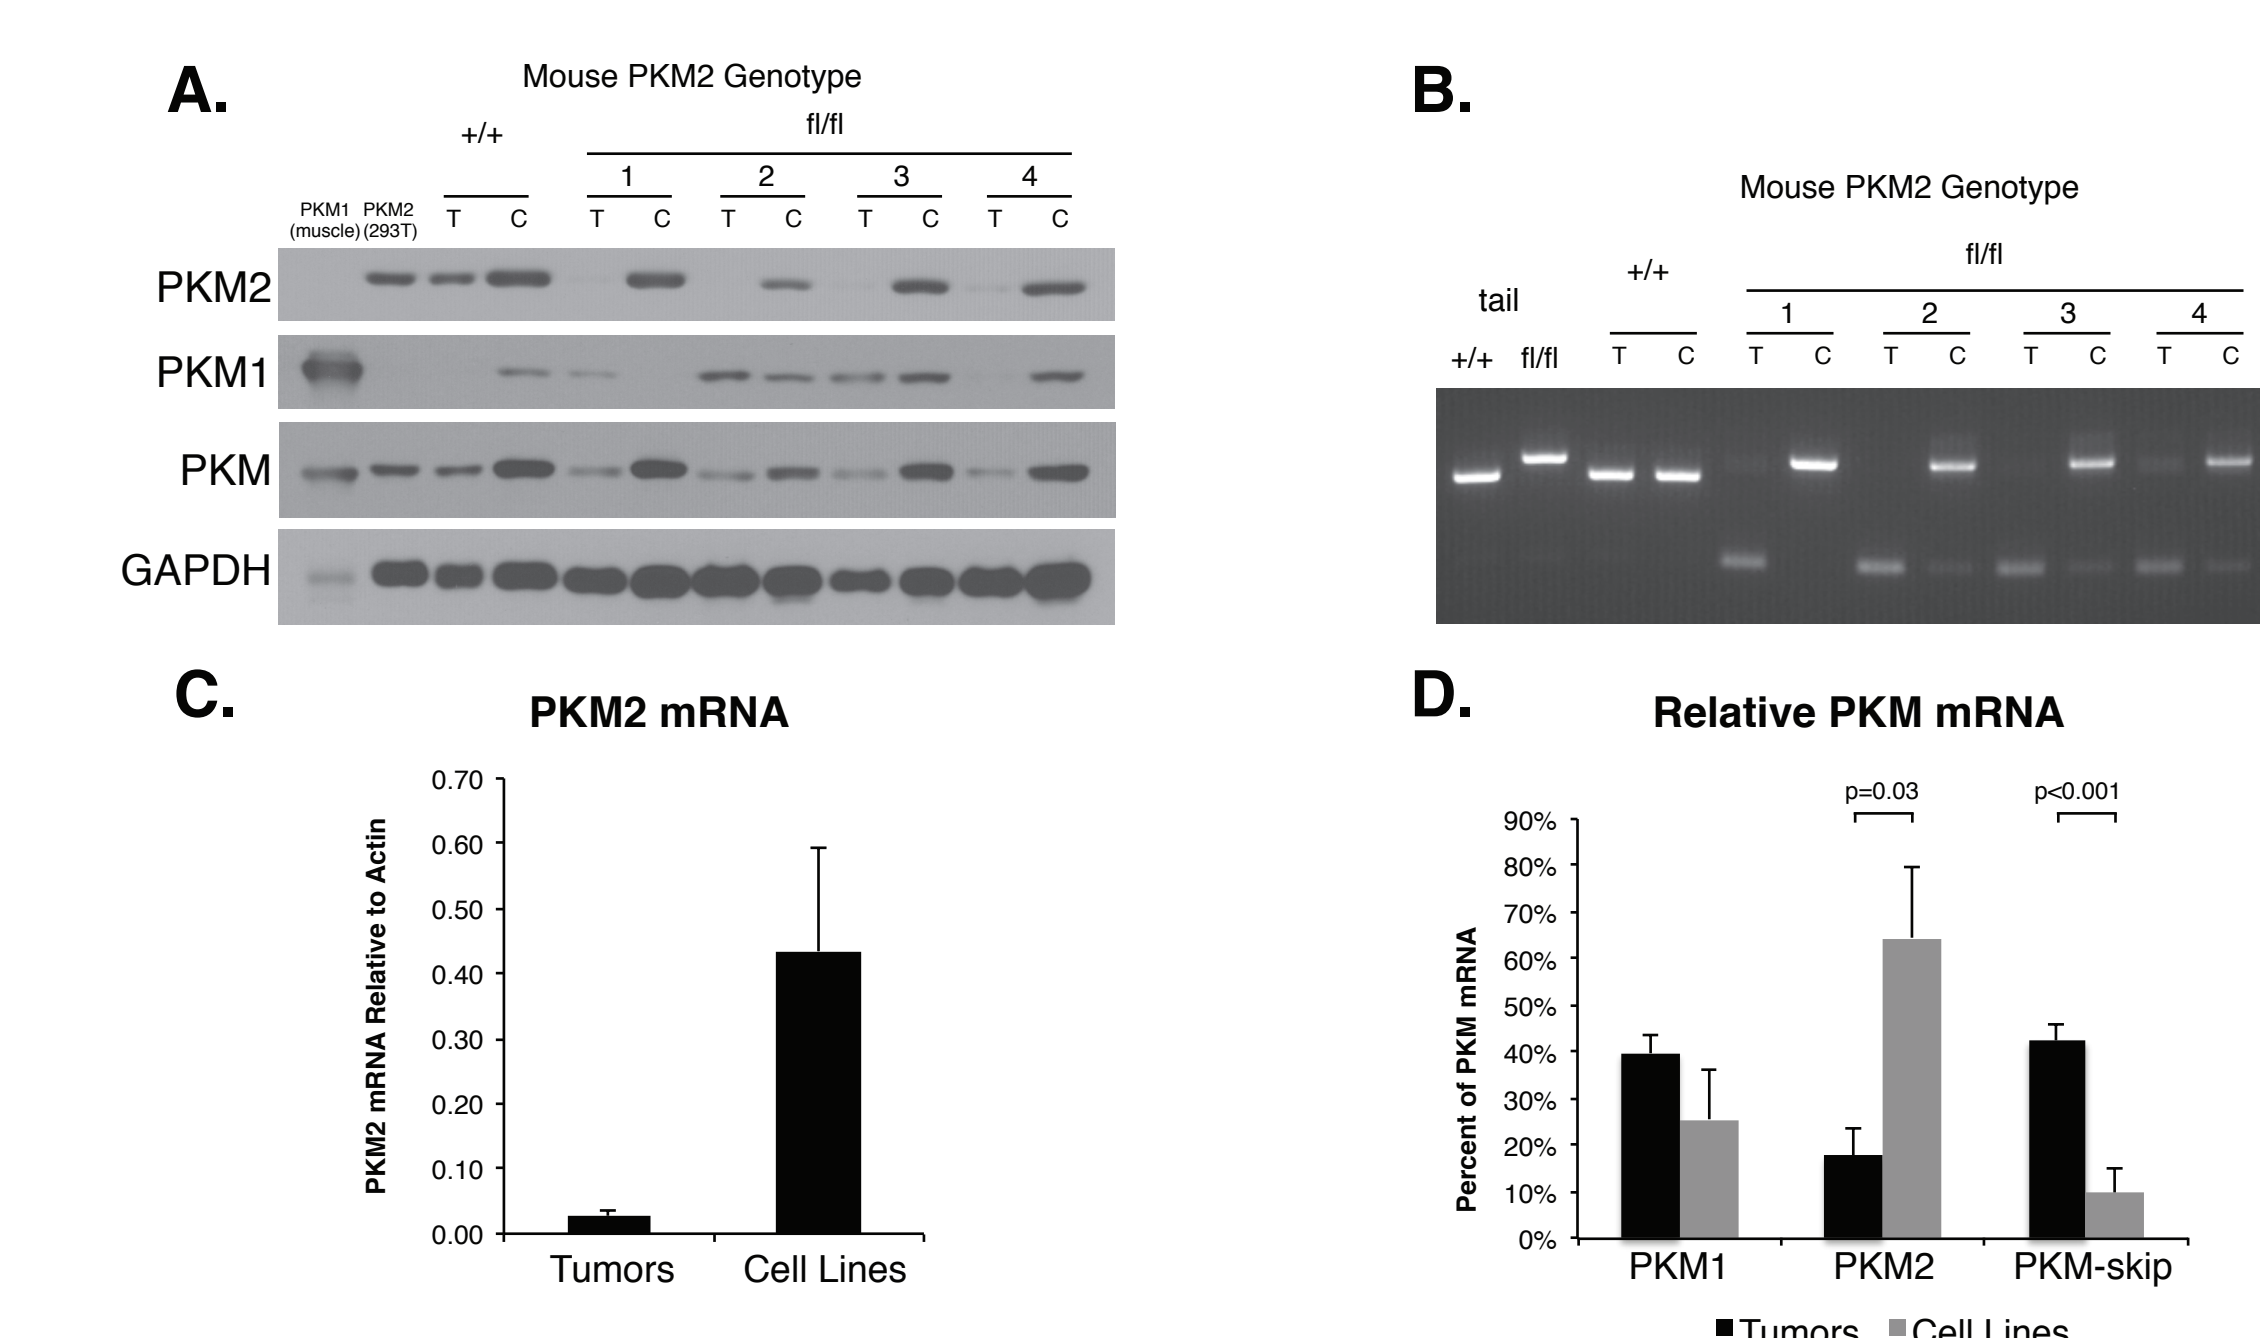 A.
Mouse PKM2 Genotype
+/+
fl/fl
1 2 3 4
PKM1 (muscle)
PKM2 (293T)
T C T C T C T C T C
PKM2
PKM1
PKM
GAPDH
B.
Mouse PKM2 Genotype
tail
+/+
fl/fl
1 2 3 4
+/+ fl/fl T C T C T C T C T C
C.
PKM2 mRNA
PKM2 mRNA Relative to Actin
0.70
0.60
0.50
0.40
0.30
0.20
0.10
0.00
Tumors Cell Lines
D.
Relative PKM mRNA
p=0.03 p<0.001
Percent of PKM mRNA
90%
80%
70%
60%
50%
40%
30%
20%
10%
0%
PKM1 PKM2 PKM-skip
Tumors Cell Lines